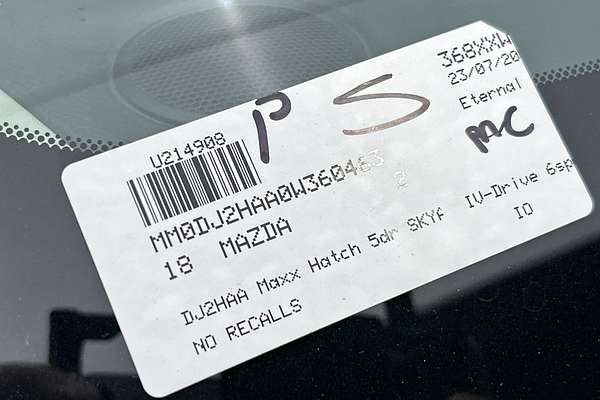 368XXW
23/07/20
Eternal
P S
MC
U214908
MM0DJ2HAA0W360463
2
18 MAZDA
DJ2HAA Maxx Hatch 5dr SKYA IV-Drive 6sp
IO
NO RECALLS